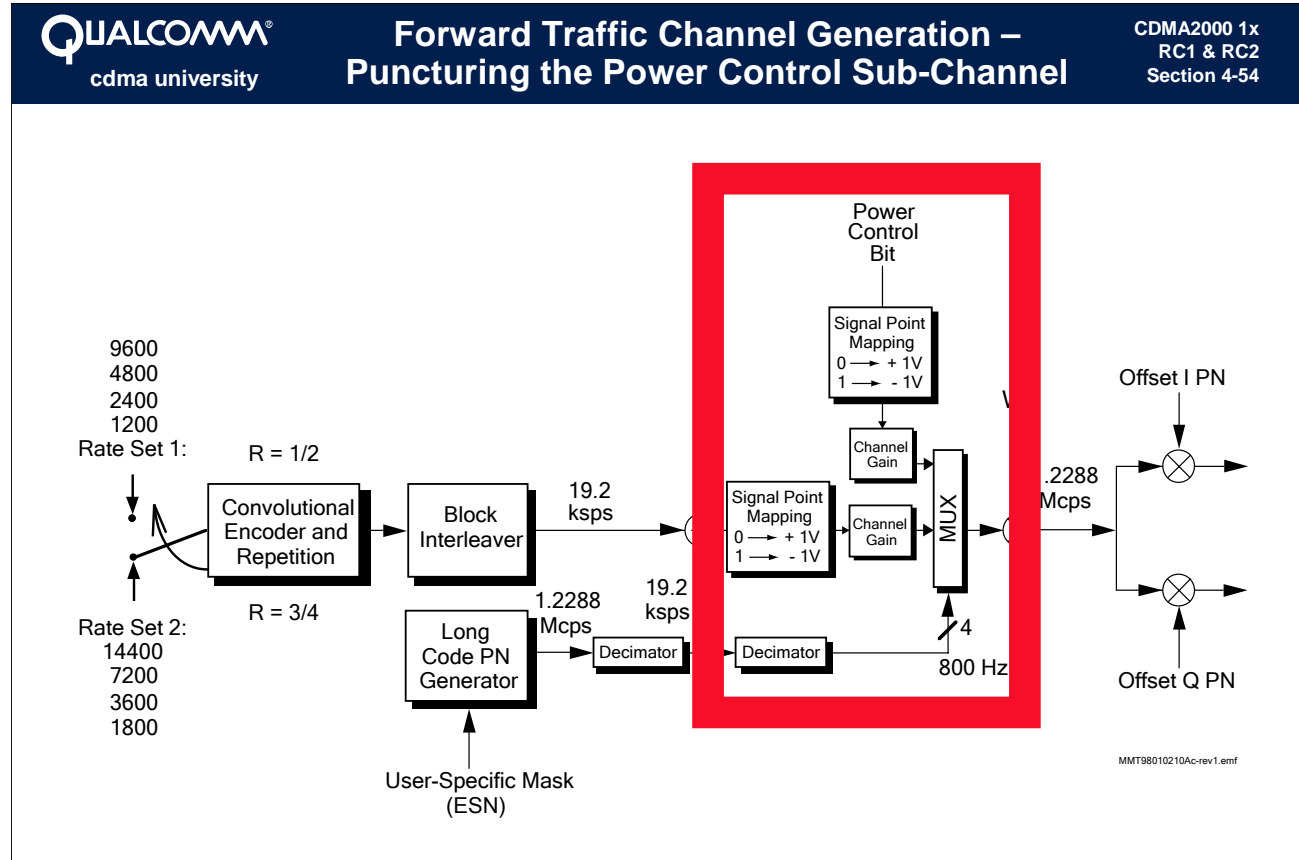 QUALCOMM®
cdma university
Forward Traffic Channel Generation –
Puncturing the Power Control Sub-Channel
CDMA2000 1x
RC1 & RC2
Section 4-54
Power
Control
Bit
Signal Point
Mapping
0 → + 1V
1 → - 1V
9600
4800
2400
1200
Rate Set 1:
R = 1/2
Convolutional
Encoder and
Repetition
R = 3/4
Rate Set 2:
14400
7200
3600
1800
Block
Interleaver
19.2
ksps
Long
Code PN
Generator
User-Specific Mask
(ESN)
1.2288
Mcps
Decimator
19.2
ksps
Signal Point
Mapping
0 → + 1V
1 → - 1V
Channel
Gain
Channel
Gain
MUX
Decimator
4
800 Hz
.2288
Mcps
Offset I PN
Offset Q PN
MMT98010210Ac-rev1.emf